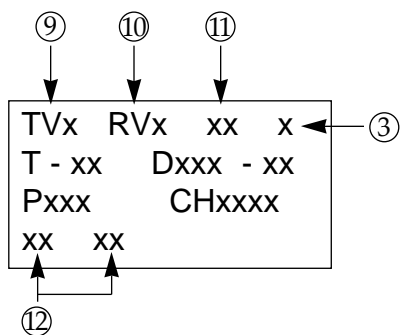 ⑨ ⑩ ⑪
TVx RVx xx x ③
T - xx Dxxx - xx
Pxxx CHxxxx
xx xx
⑫